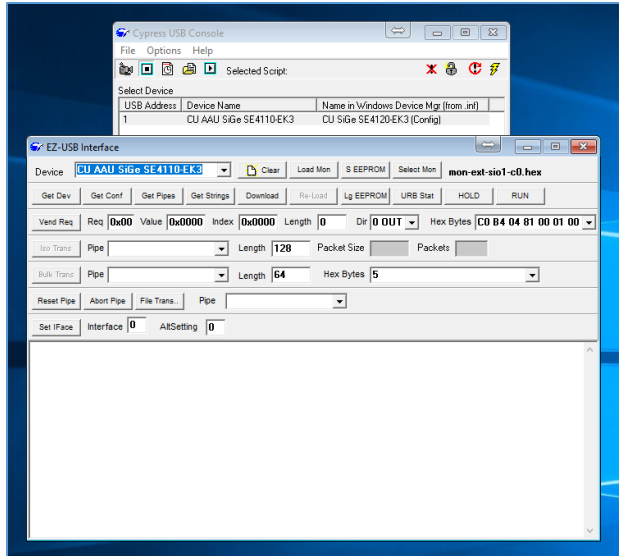 Cypress USB Console
File Options Help
Selected Script:
Select Device
USB Address Device Name Name in Windows Device Mgr (from .inf)
1 CU AAU SiGe SE4110-EK3 CU SiGe SE4120-EK3 (Config)
EZ-USB Interface
Device CU AAU SiGe SE4110-EK3 Clear Load Mon S EEPROM Select Mon mon-ext-sio1-c0.hex
Get Dev Get Conf Get Pipes Get Strings Download Re-Load Lg EEPROM URB Stat HOLD RUN
Vend Req Req 0x00 Value 0x0000 Index 0x0000 Length 0 Dir 0 OUT Hex Bytes C0 B4 04 81 00 01 00
Iso Trans Pipe Length 128 Packet Size Packets
Bulk Trans Pipe Length 64 Hex Bytes 5
Reset Pipe Abort Pipe File Trans.. Pipe
Set IFace Interface 0 AltSetting 0